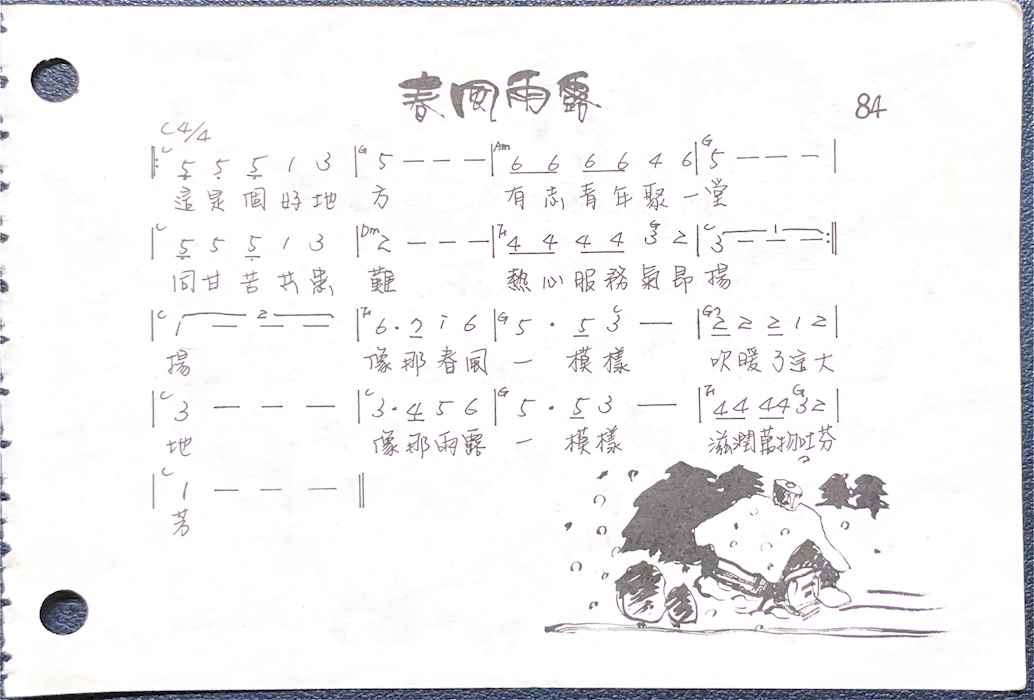 春風雨露
84
C 4/4
‖: C 5̣ 5̣ 5̣ 1 3 | G 5 — — — | Am 6 6 6 6 4 6 | G 5 — — — |
這是個好地 方 有志青年聚一堂
| C 5̣ 5 5̣ 1 3 | Dm 2 — — — | F 4 4 4 4 G 3 2 | C 3 — 1 — — :‖
同甘苦共患 難 熱心服務氣昂揚
| C 1 — 2 — — | F 6 · 7 i 6 | G 5 · 5 C 3 — | G7 2 2 2 1 2 |
揚 像那春風 一 模樣 吹暖了這大
| C 3 — — — | C 3 · 4 5 6 | G 5 · 5 3 — | F 4 4 4 4 G 3 2 |
地 像那雨露 一 模樣 滋潤萬物吐芬
| C 1 — — — ‖
芳